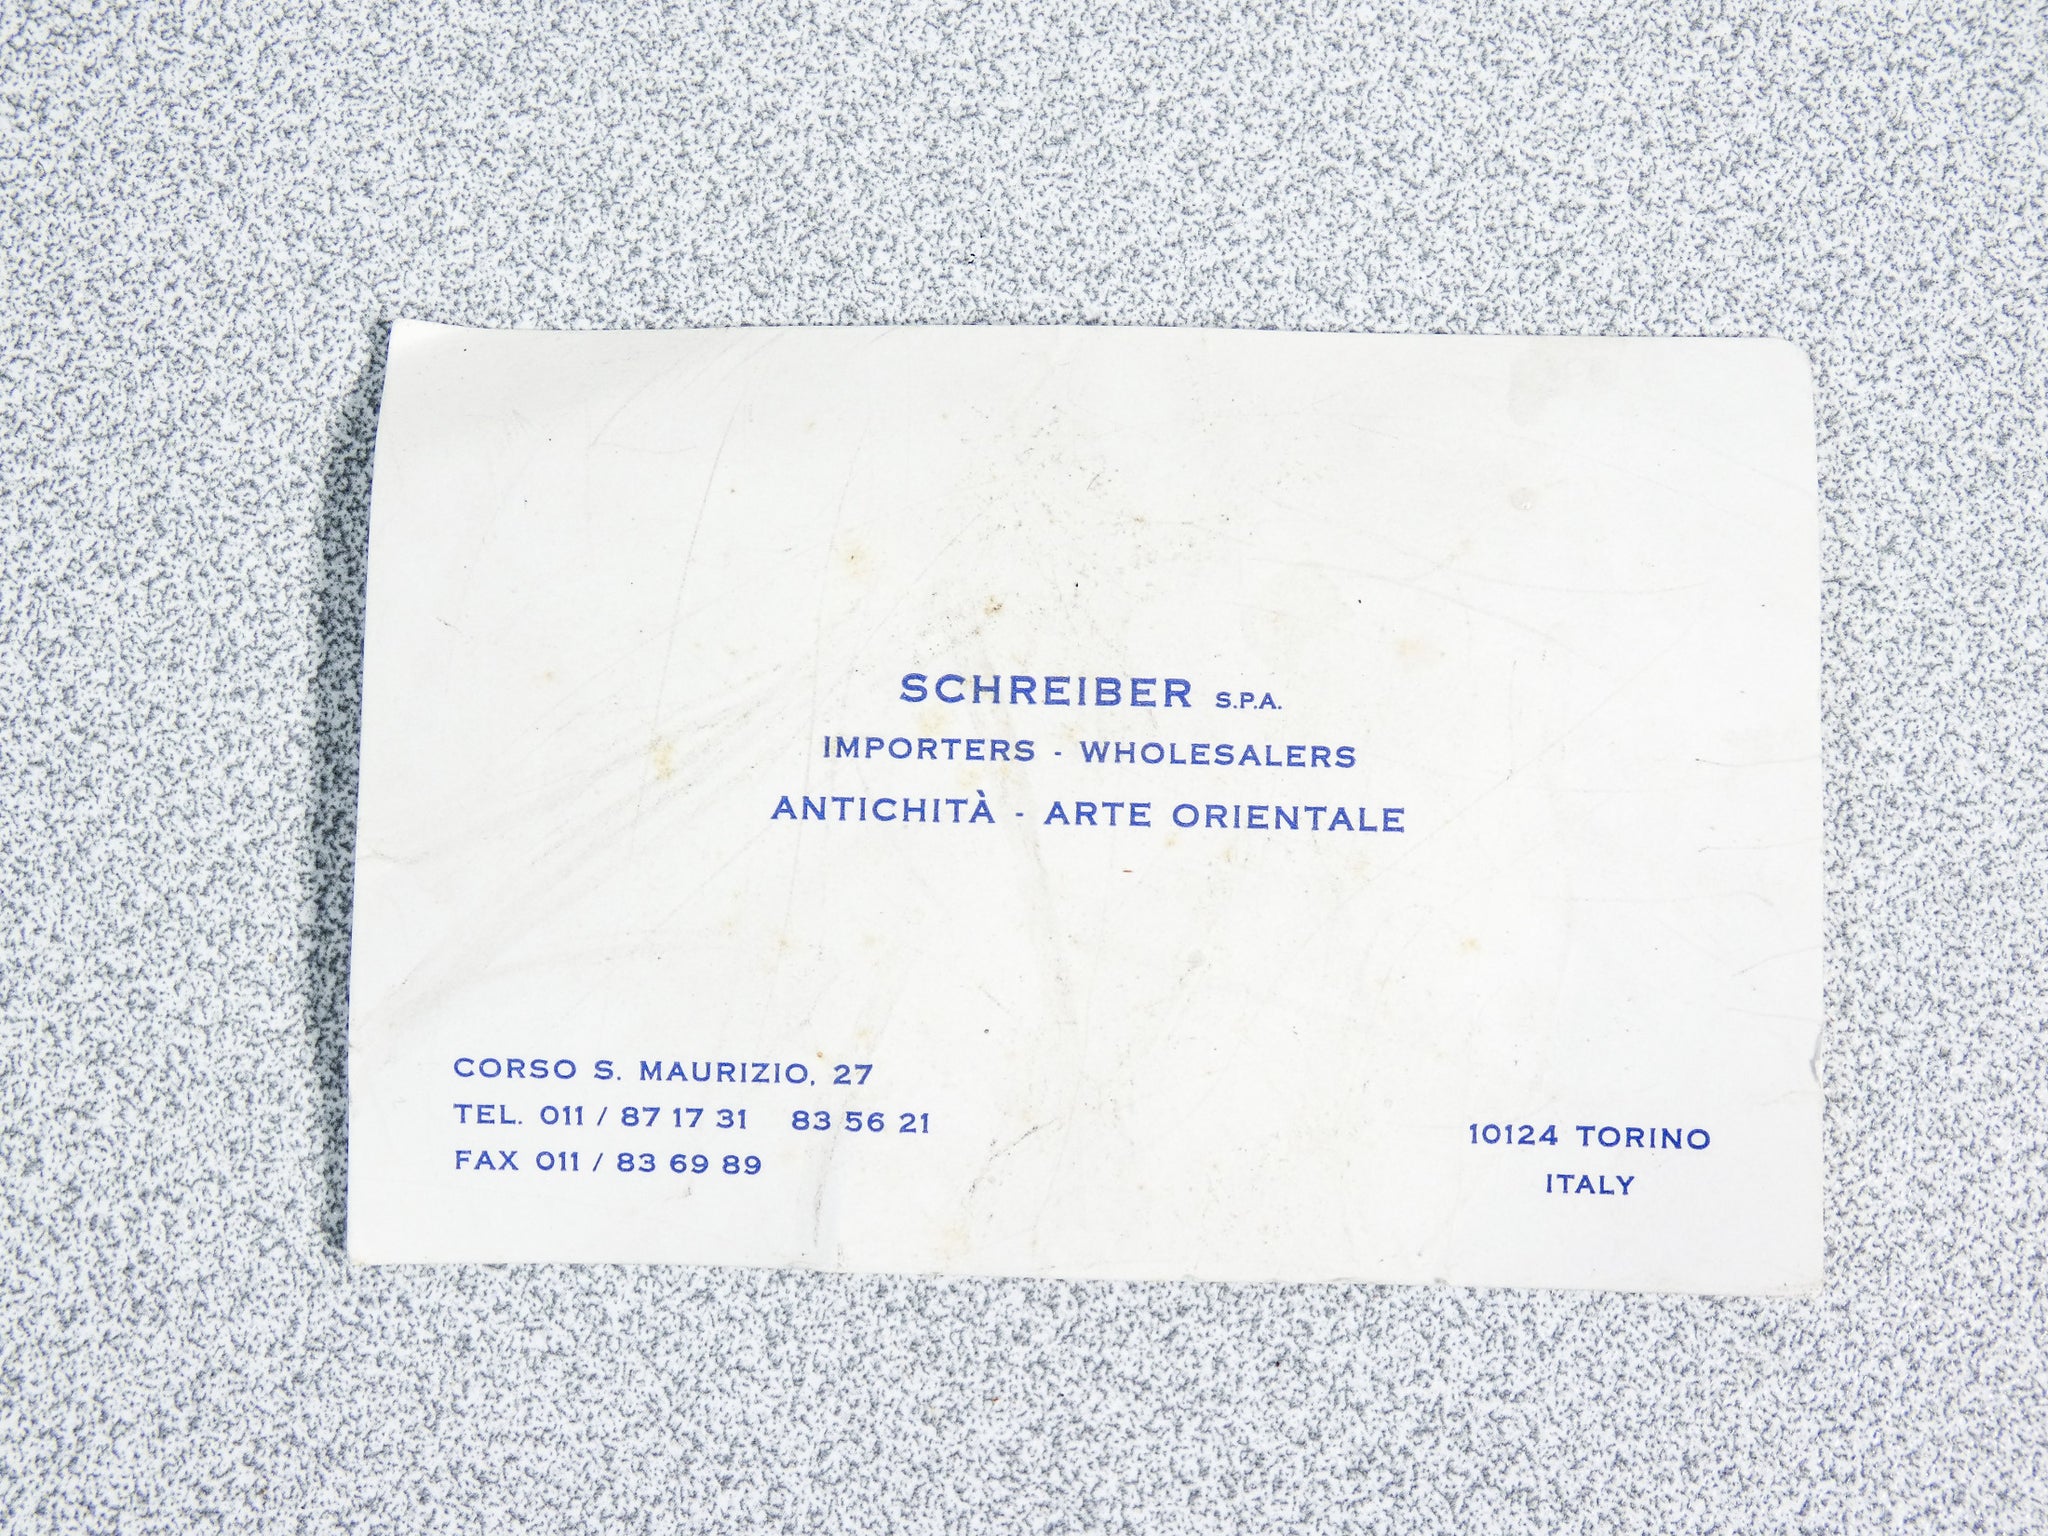 SCHREIBER S.P.A.
IMPORTERS - WHOLESALERS
ANTICHITÀ - ARTE ORIENTALE
CORSO S. MAURIZIO, 27
TEL. 011 / 87 17 31 83 56 21
FAX 011 / 83 69 89
10124 TORINO
ITALY